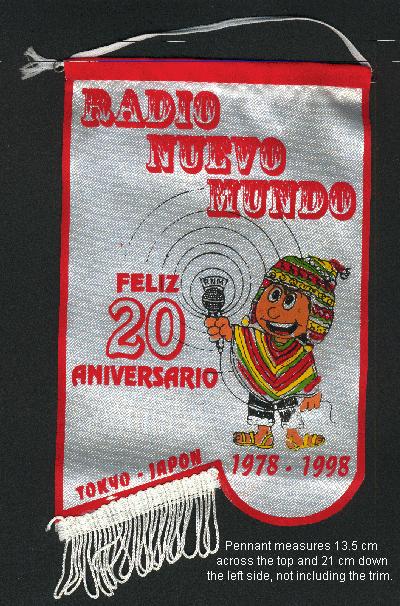 RADIO
NUEVO
MUNDO
RNM
FELIZ
20
ANIVERSARIO
1978 - 1998
TOKYO - JAPON
Pennant measures 13.5 cm
across the top and 21 cm down
the left side, not including the trim.